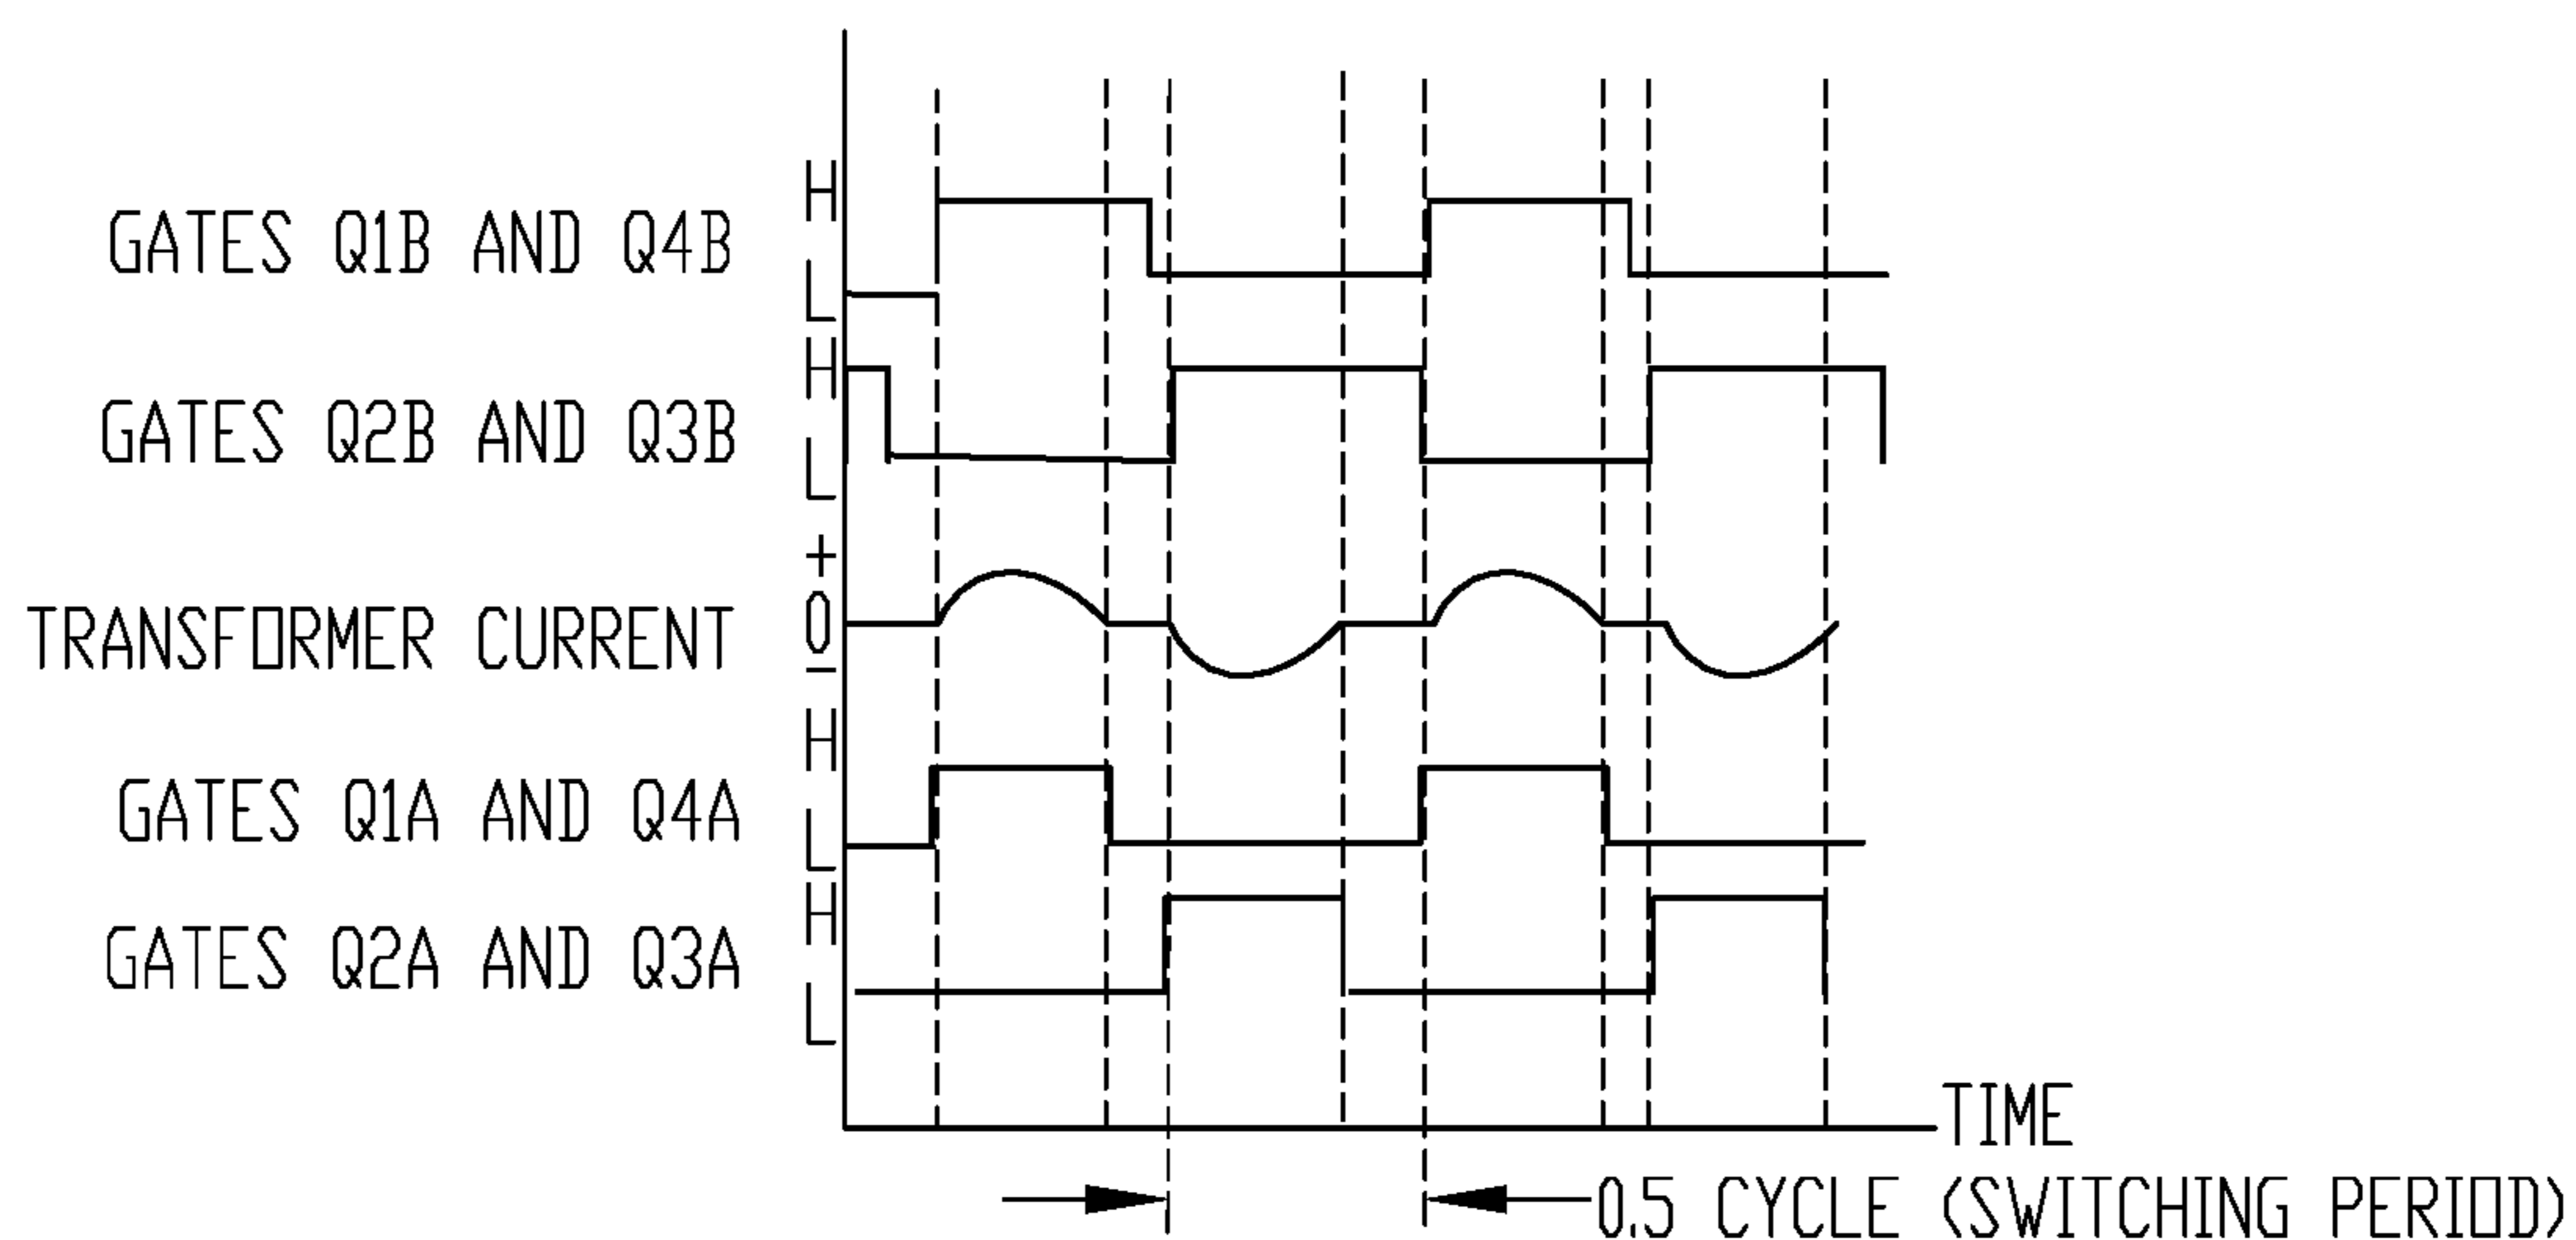 H
GATES Q1B AND Q4B
L
H
GATES Q2B AND Q3B
L
+
TRANSFORMER CURRENT 0
-
H
GATES Q1A AND Q4A
L
H
GATES Q2A AND Q3A
L
TIME
0.5 CYCLE (SWITCHING PERIOD)